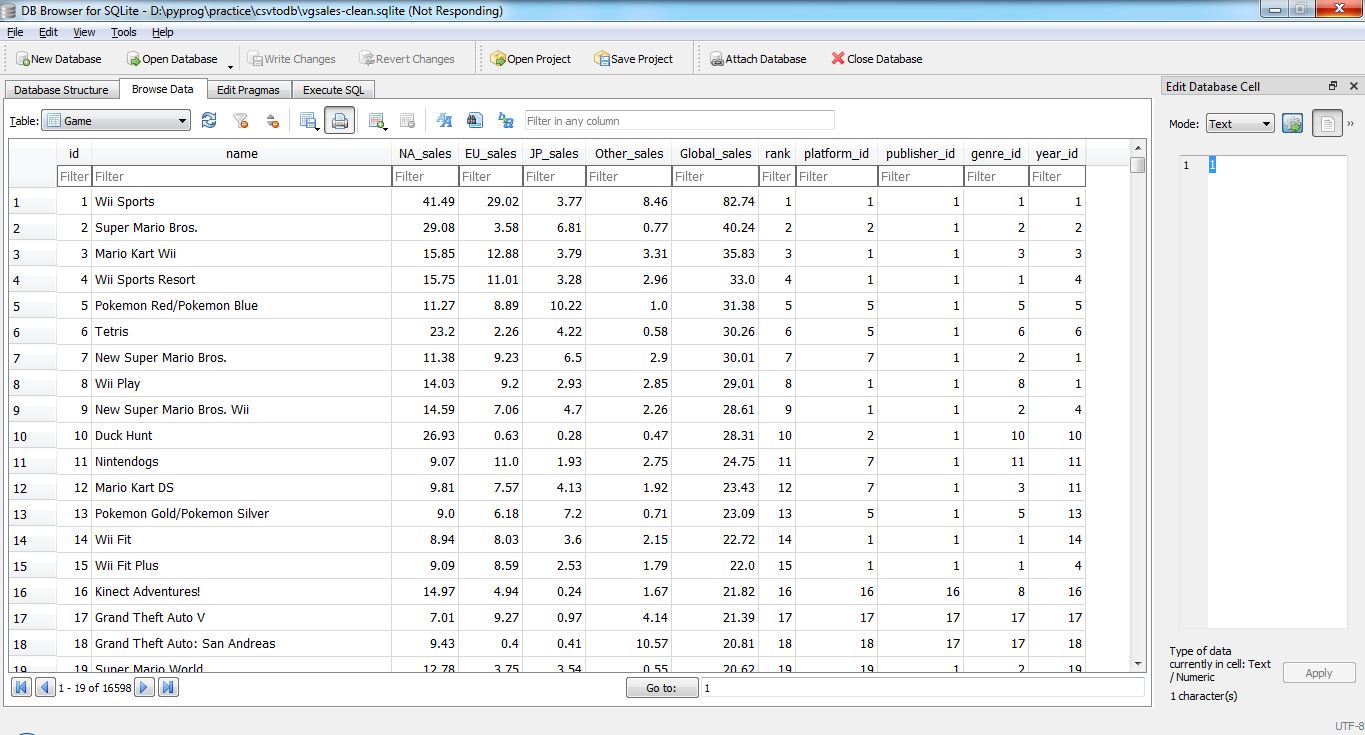 DB Browser for SQLite - D:\pyprog\practice\csvtodb\vgsales-clean.sqlite (Not Responding)
File Edit View Tools Help
New Database Open Database Write Changes Revert Changes Open Project Save Project Attach Database Close Database
Database Structure Browse Data Edit Pragmas Execute SQL
Edit Database Cell
Table: Game Filter in any column
Mode: Text »
id name NA_sales EU_sales JP_sales Other_sales Global_sales rank platform_id publisher_id genre_id year_id
Filter Filter Filter Filter Filter Filter Filter Filter Filter Filter Filter Filter
1 1
1 1 Wii Sports 41.49 29.02 3.77 8.46 82.74 1 1 1 1 1
2 2 Super Mario Bros. 29.08 3.58 6.81 0.77 40.24 2 2 1 2 2
3 3 Mario Kart Wii 15.85 12.88 3.79 3.31 35.83 3 1 1 3 3
4 4 Wii Sports Resort 15.75 11.01 3.28 2.96 33.0 4 1 1 1 4
5 5 Pokemon Red/Pokemon Blue 11.27 8.89 10.22 1.0 31.38 5 5 1 5 5
6 6 Tetris 23.2 2.26 4.22 0.58 30.26 6 5 1 6 6
7 7 New Super Mario Bros. 11.38 9.23 6.5 2.9 30.01 7 7 1 2 1
8 8 Wii Play 14.03 9.2 2.93 2.85 29.01 8 1 1 8 1
9 9 New Super Mario Bros. Wii 14.59 7.06 4.7 2.26 28.61 9 1 1 2 4
10 10 Duck Hunt 26.93 0.63 0.28 0.47 28.31 10 2 1 10 10
11 11 Nintendogs 9.07 11.0 1.93 2.75 24.75 11 7 1 11 11
12 12 Mario Kart DS 9.81 7.57 4.13 1.92 23.43 12 7 1 3 11
13 13 Pokemon Gold/Pokemon Silver 9.0 6.18 7.2 0.71 23.09 13 5 1 5 13
14 14 Wii Fit 8.94 8.03 3.6 2.15 22.72 14 1 1 1 14
15 15 Wii Fit Plus 9.09 8.59 2.53 1.79 22.0 15 1 1 1 4
16 16 Kinect Adventures! 14.97 4.94 0.24 1.67 21.82 16 16 16 8 16
17 17 Grand Theft Auto V 7.01 9.27 0.97 4.14 21.39 17 17 17 17 17
18 18 Grand Theft Auto: San Andreas 9.43 0.4 0.41 10.57 20.81 18 18 17 17 18
19 19 Super Mario World 12.78 3.75 3.54 0.55 20.62 19 19 1 2 19
1 - 19 of 16598 Go to: 1
Type of data
currently in cell: Text
/ Numeric
1 character(s)
Apply
UTF-8